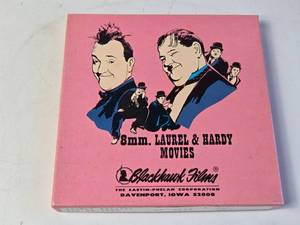 8mm. LAUREL & HARDY
MOVIES
Blackhawk Films®
THE EASTIN-PHELAN CORPORATION
DAVENPORT, IOWA 52808